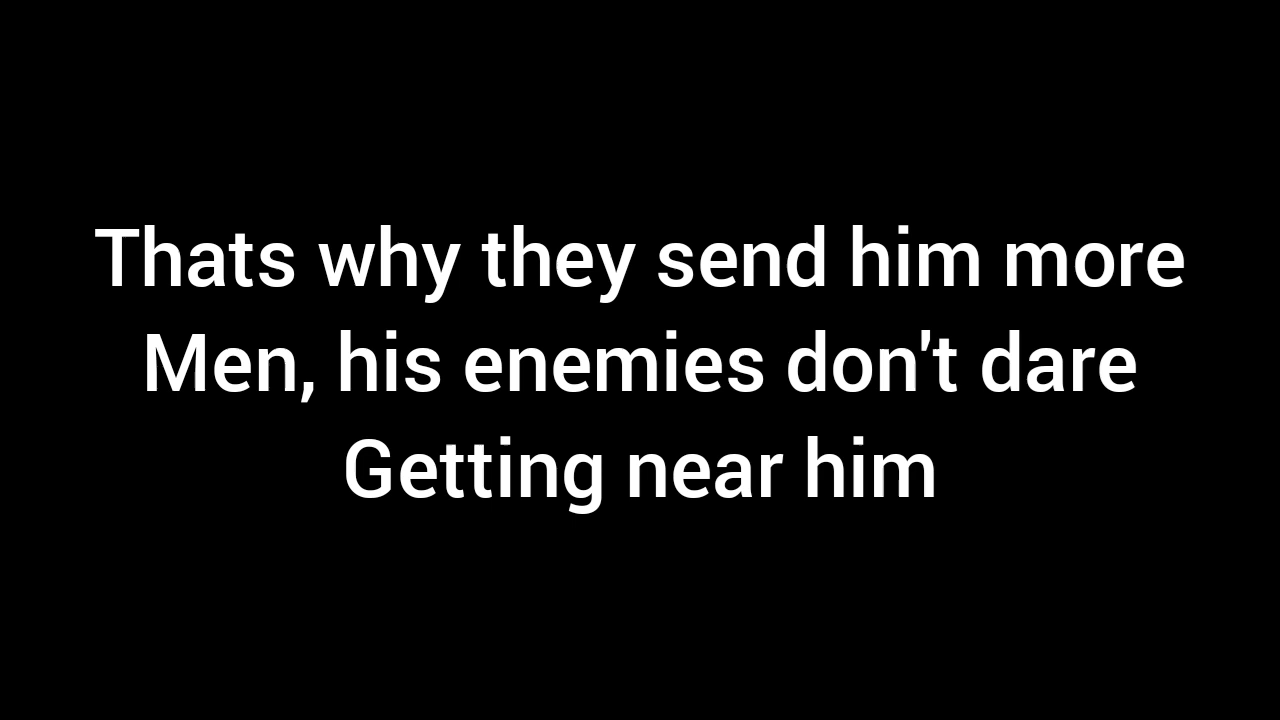 Thats why they send him more
Men, his enemies don't dare
Getting near him